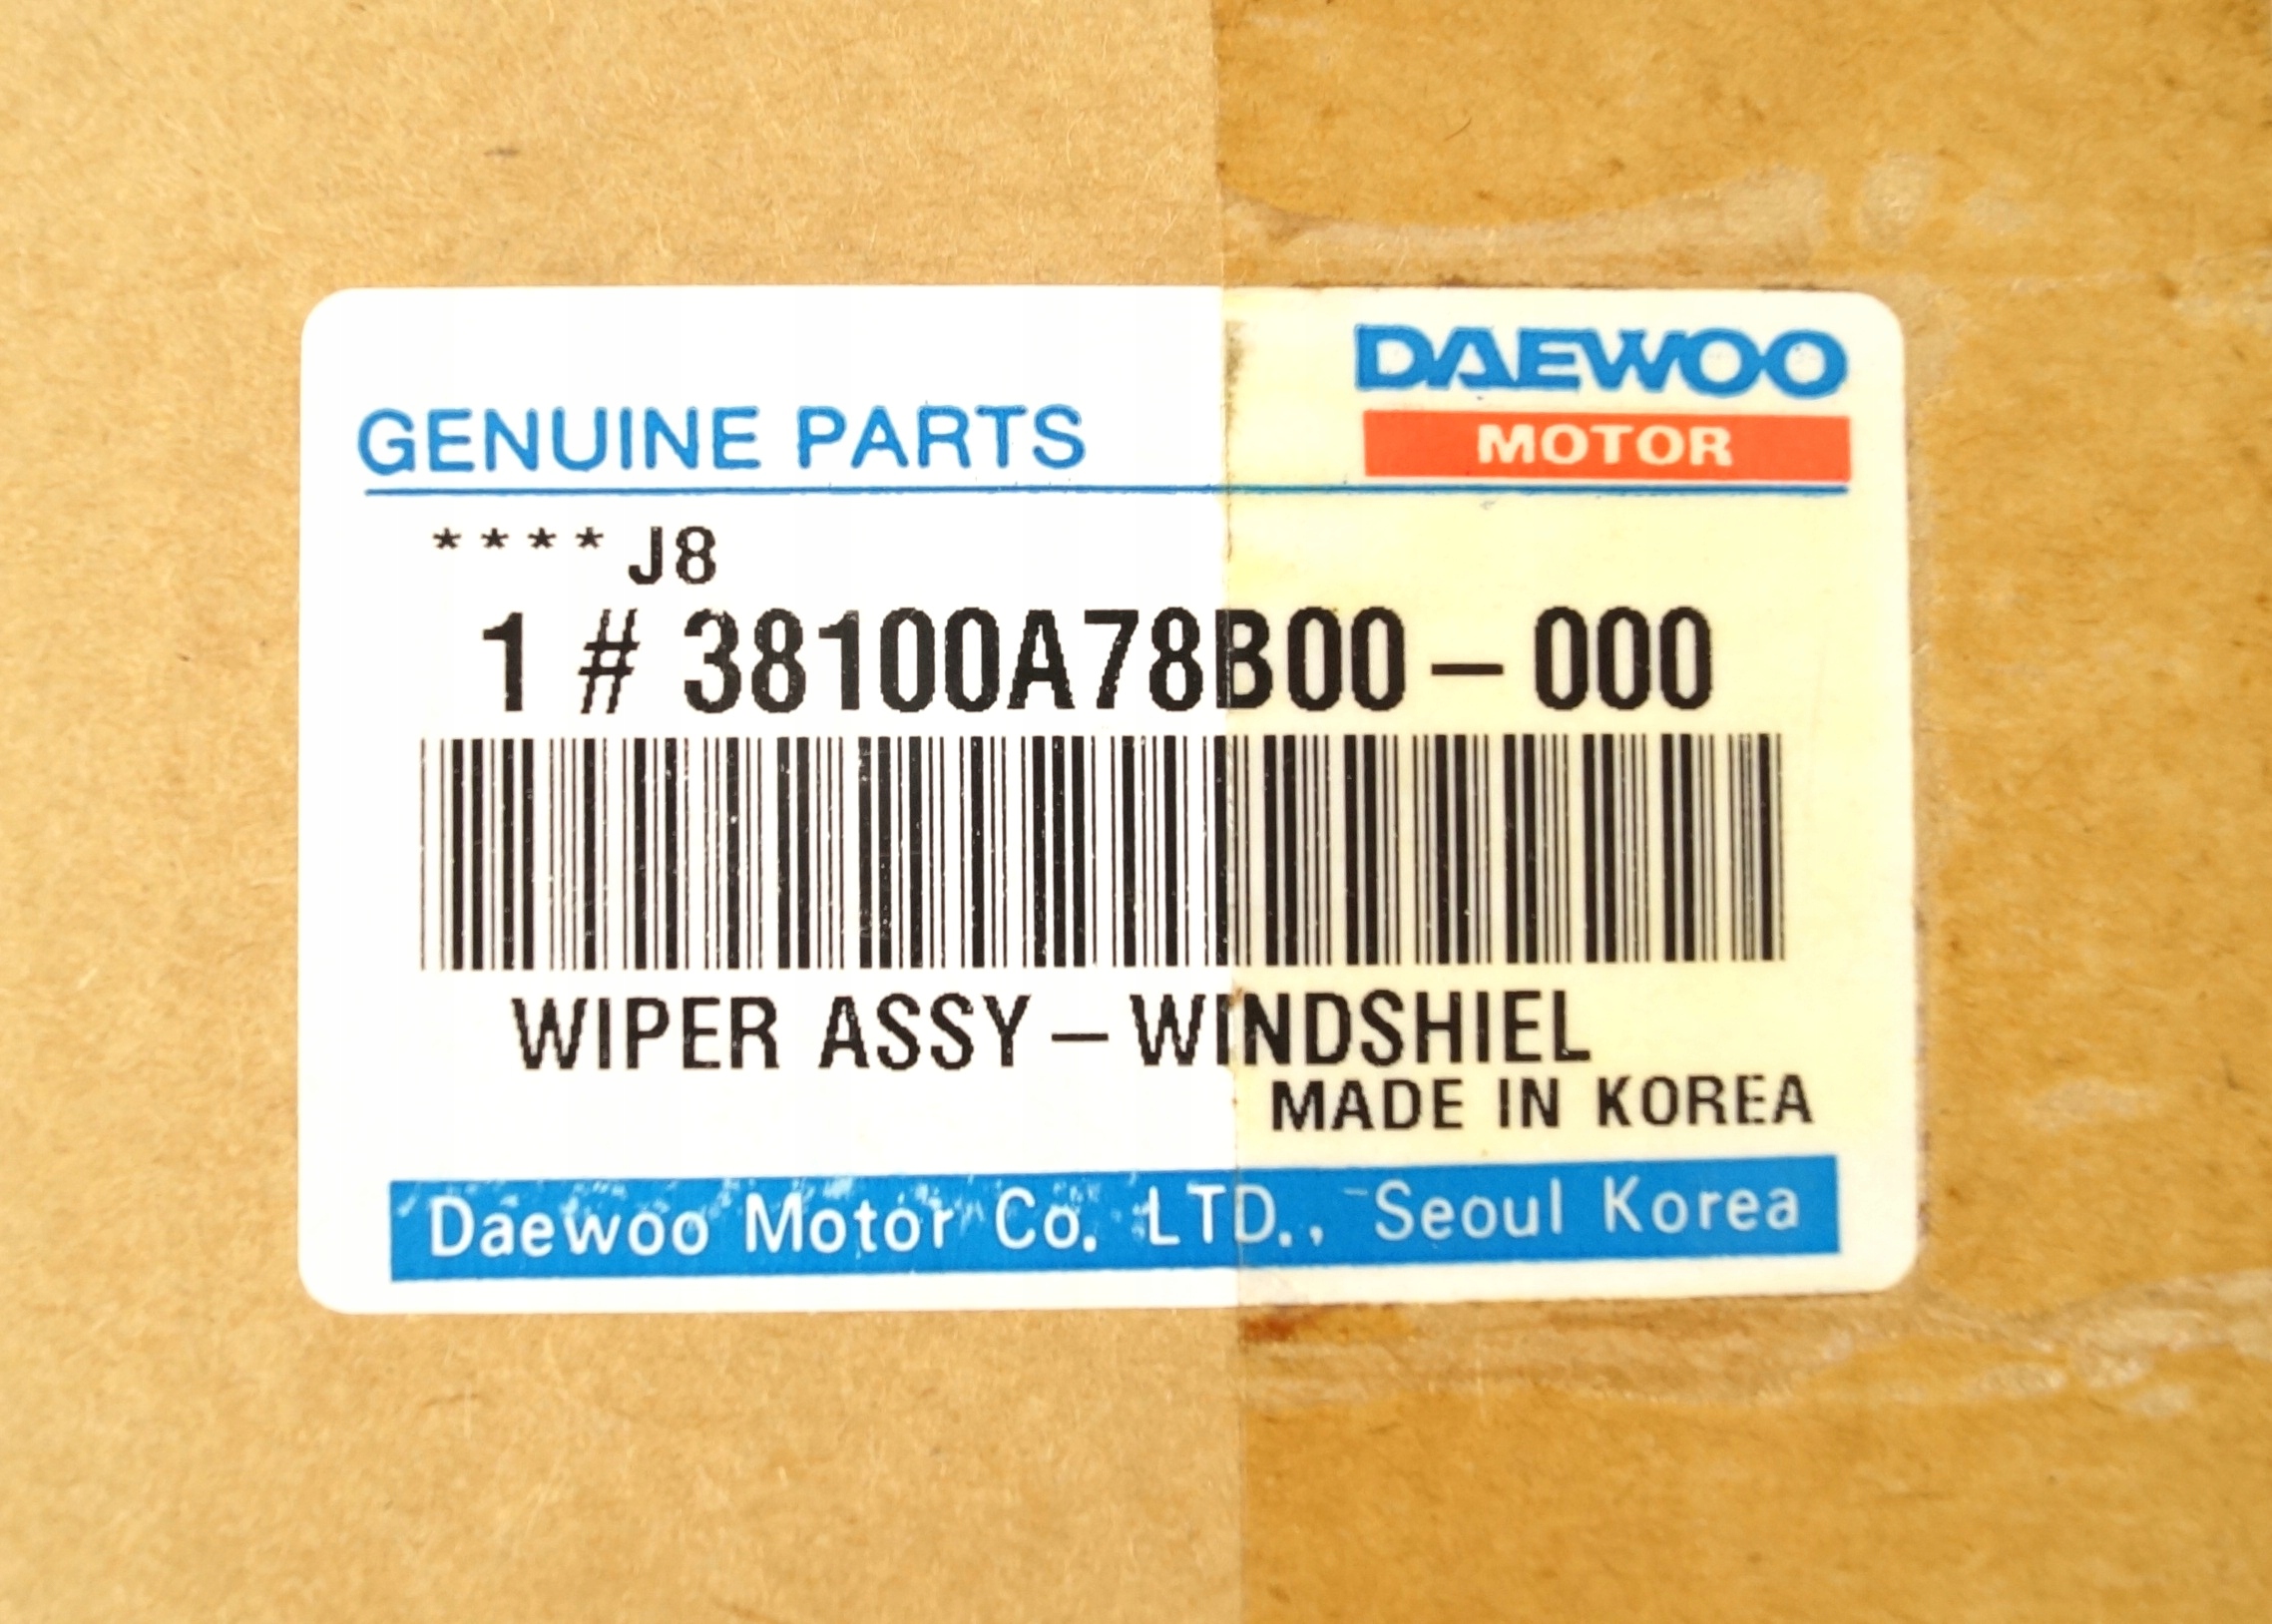 DAEWOO
MOTOR
GENUINE PARTS
****J8
1 # 38100A78B00-000
WIPER ASSY-WINDSHIEL
MADE IN KOREA
Daewoo Motor Co. LTD., Seoul Korea